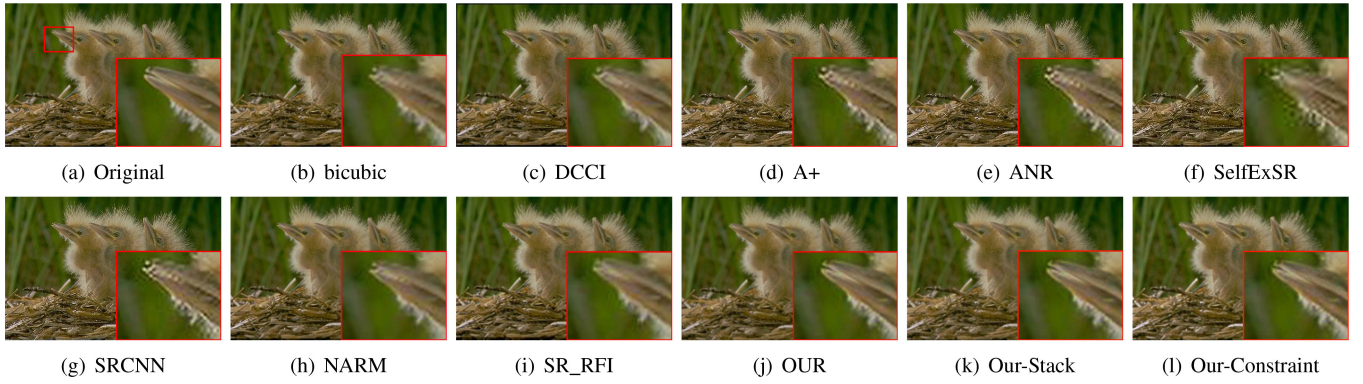 (a) Original (b) bicubic (c) DCCI (d) A+ (e) ANR (f) SelfExSR
(g) SRCNN (h) NARM (i) SR_RFI (j) OUR (k) Our-Stack (l) Our-Constraint